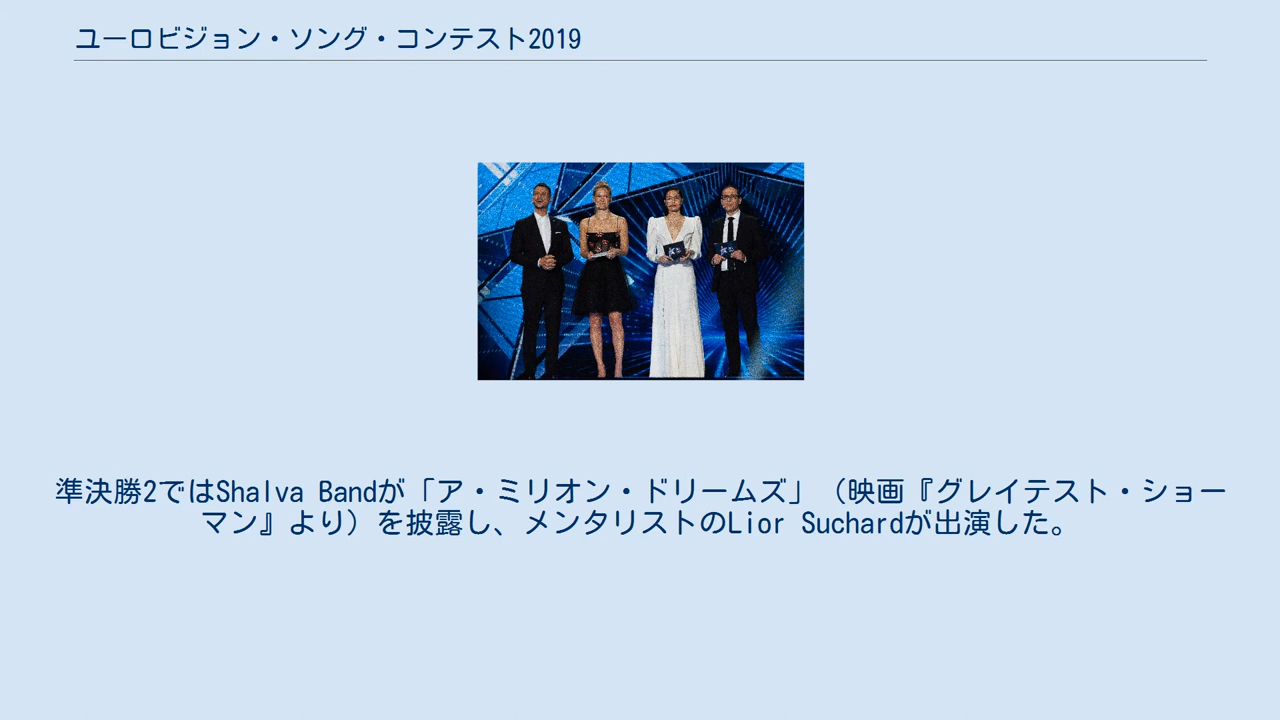 ユーロビジョン・ソング・コンテスト2019
準決勝2ではShalva Bandが「ア・ミリオン・ドリームズ」（映画『グレイテスト・ショー
マン』より）を披露し、メンタリストのLior Suchardが出演した。